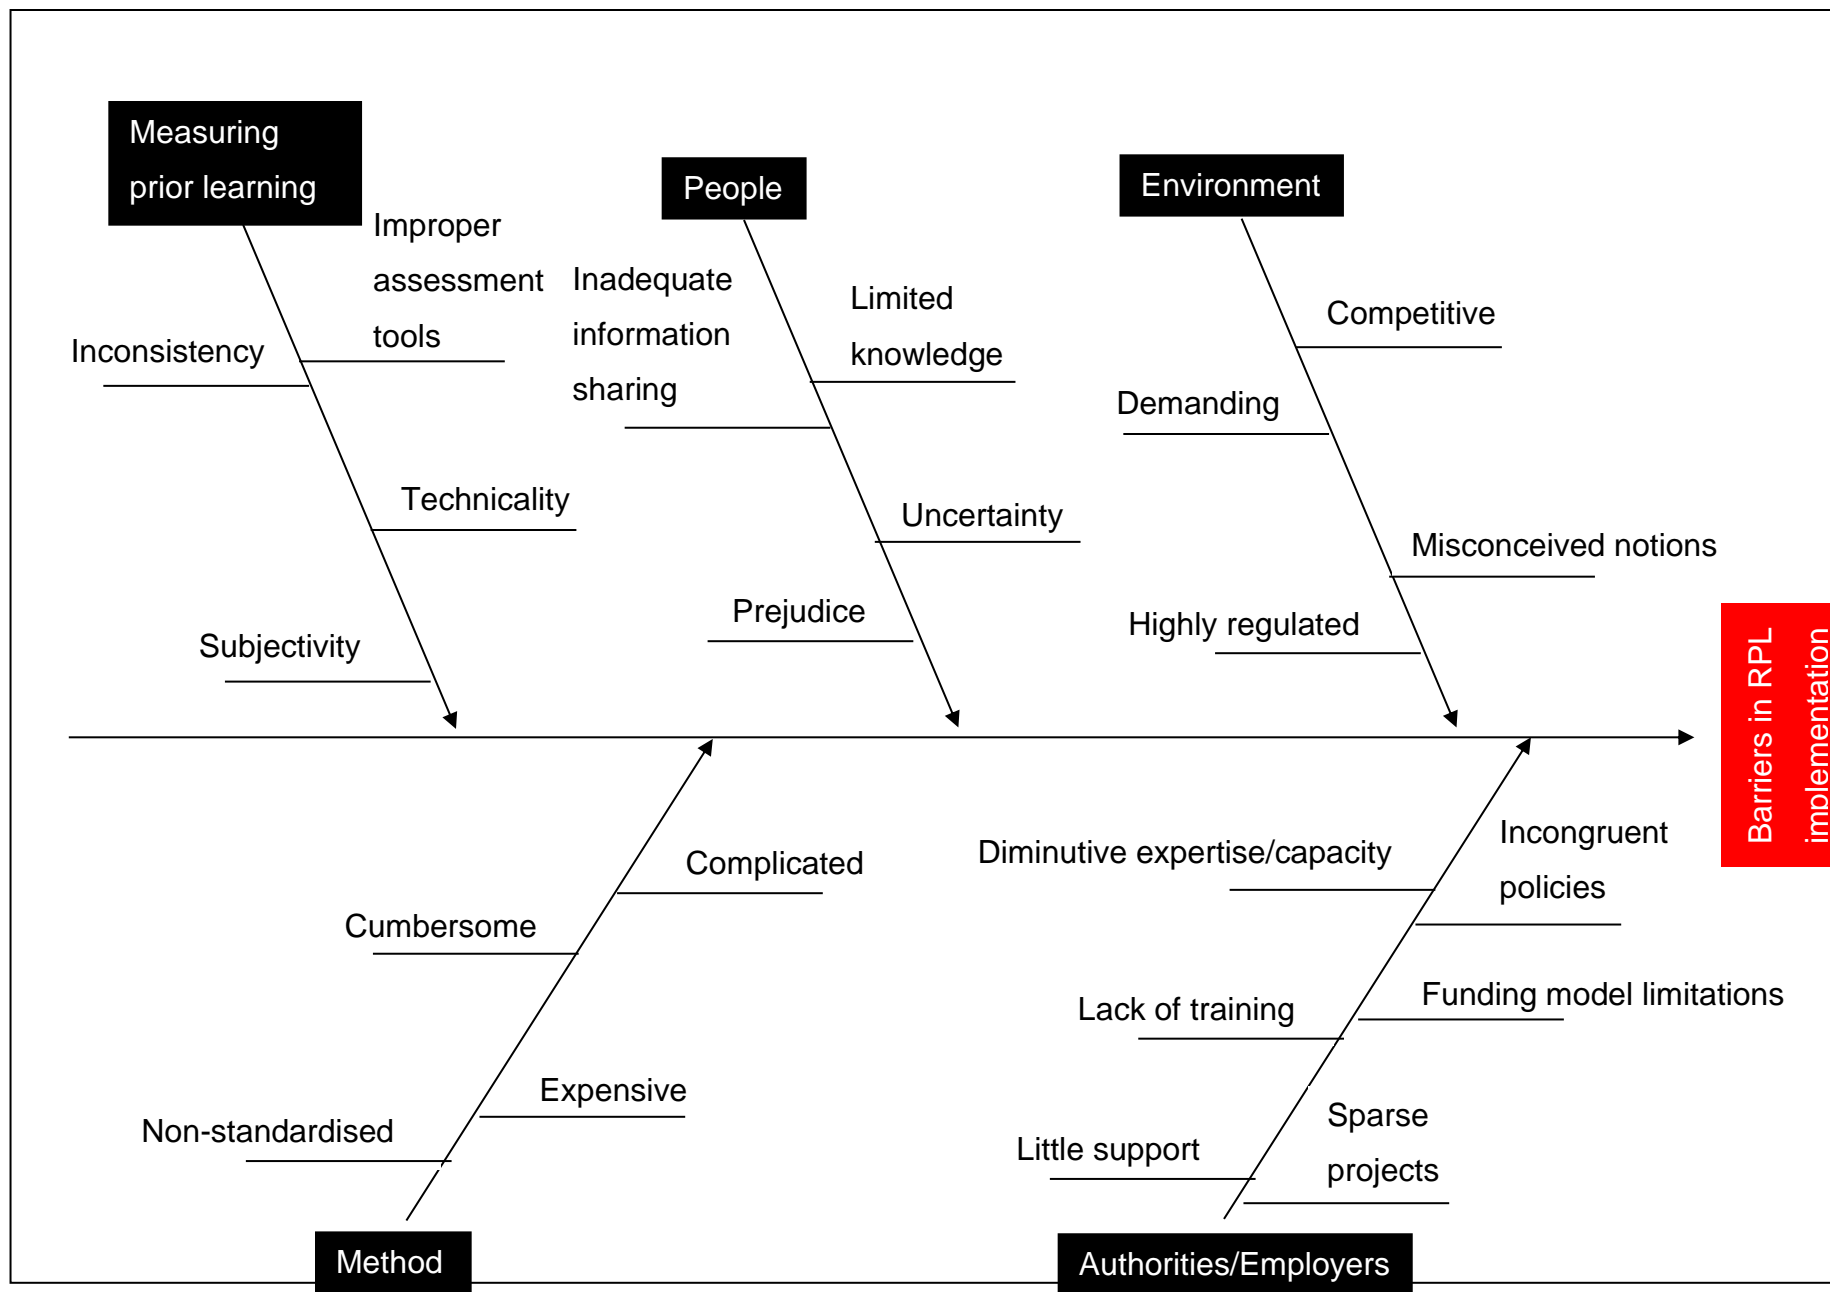 Measuring
prior learning
People
Environment
Improper
assessment
tools
Inconsistency
Inadequate
information
sharing
Limited
knowledge
Competitive
Demanding
Technicality
Uncertainty
Misconceived notions
Prejudice
Highly regulated
Subjectivity
Barriers in RPL
implementation
Complicated
Cumbersome
Diminutive expertise/capacity
Incongruent
policies
Lack of training
Funding model limitations
Expensive
Non-standardised
Little support
Sparse
projects
Method
Authorities/Employers